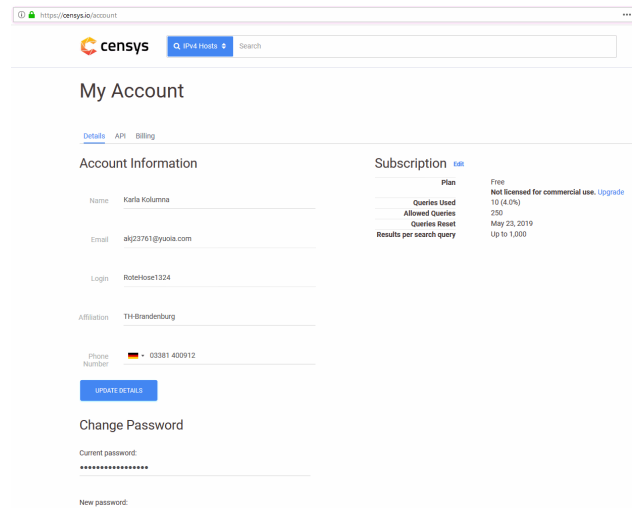 https://censys.io/account
censys
IPv4 Hosts
Search
My Account
Details API Billing
Account Information
Name Karla Kolumna
Email akj23761@yuoia.com
Login RoteHose1324
Affiliation TH-Brandenburg
Phone Number 03381 400912
UPDATE DETAILS
Change Password
Current password:
•••••••••••••••••
New password:
Subscription Edit
Plan Free
Not licensed for commercial use. Upgrade
Queries Used 10 (4.0%)
Allowed Queries 250
Queries Reset May 23, 2019
Results per search query Up to 1,000